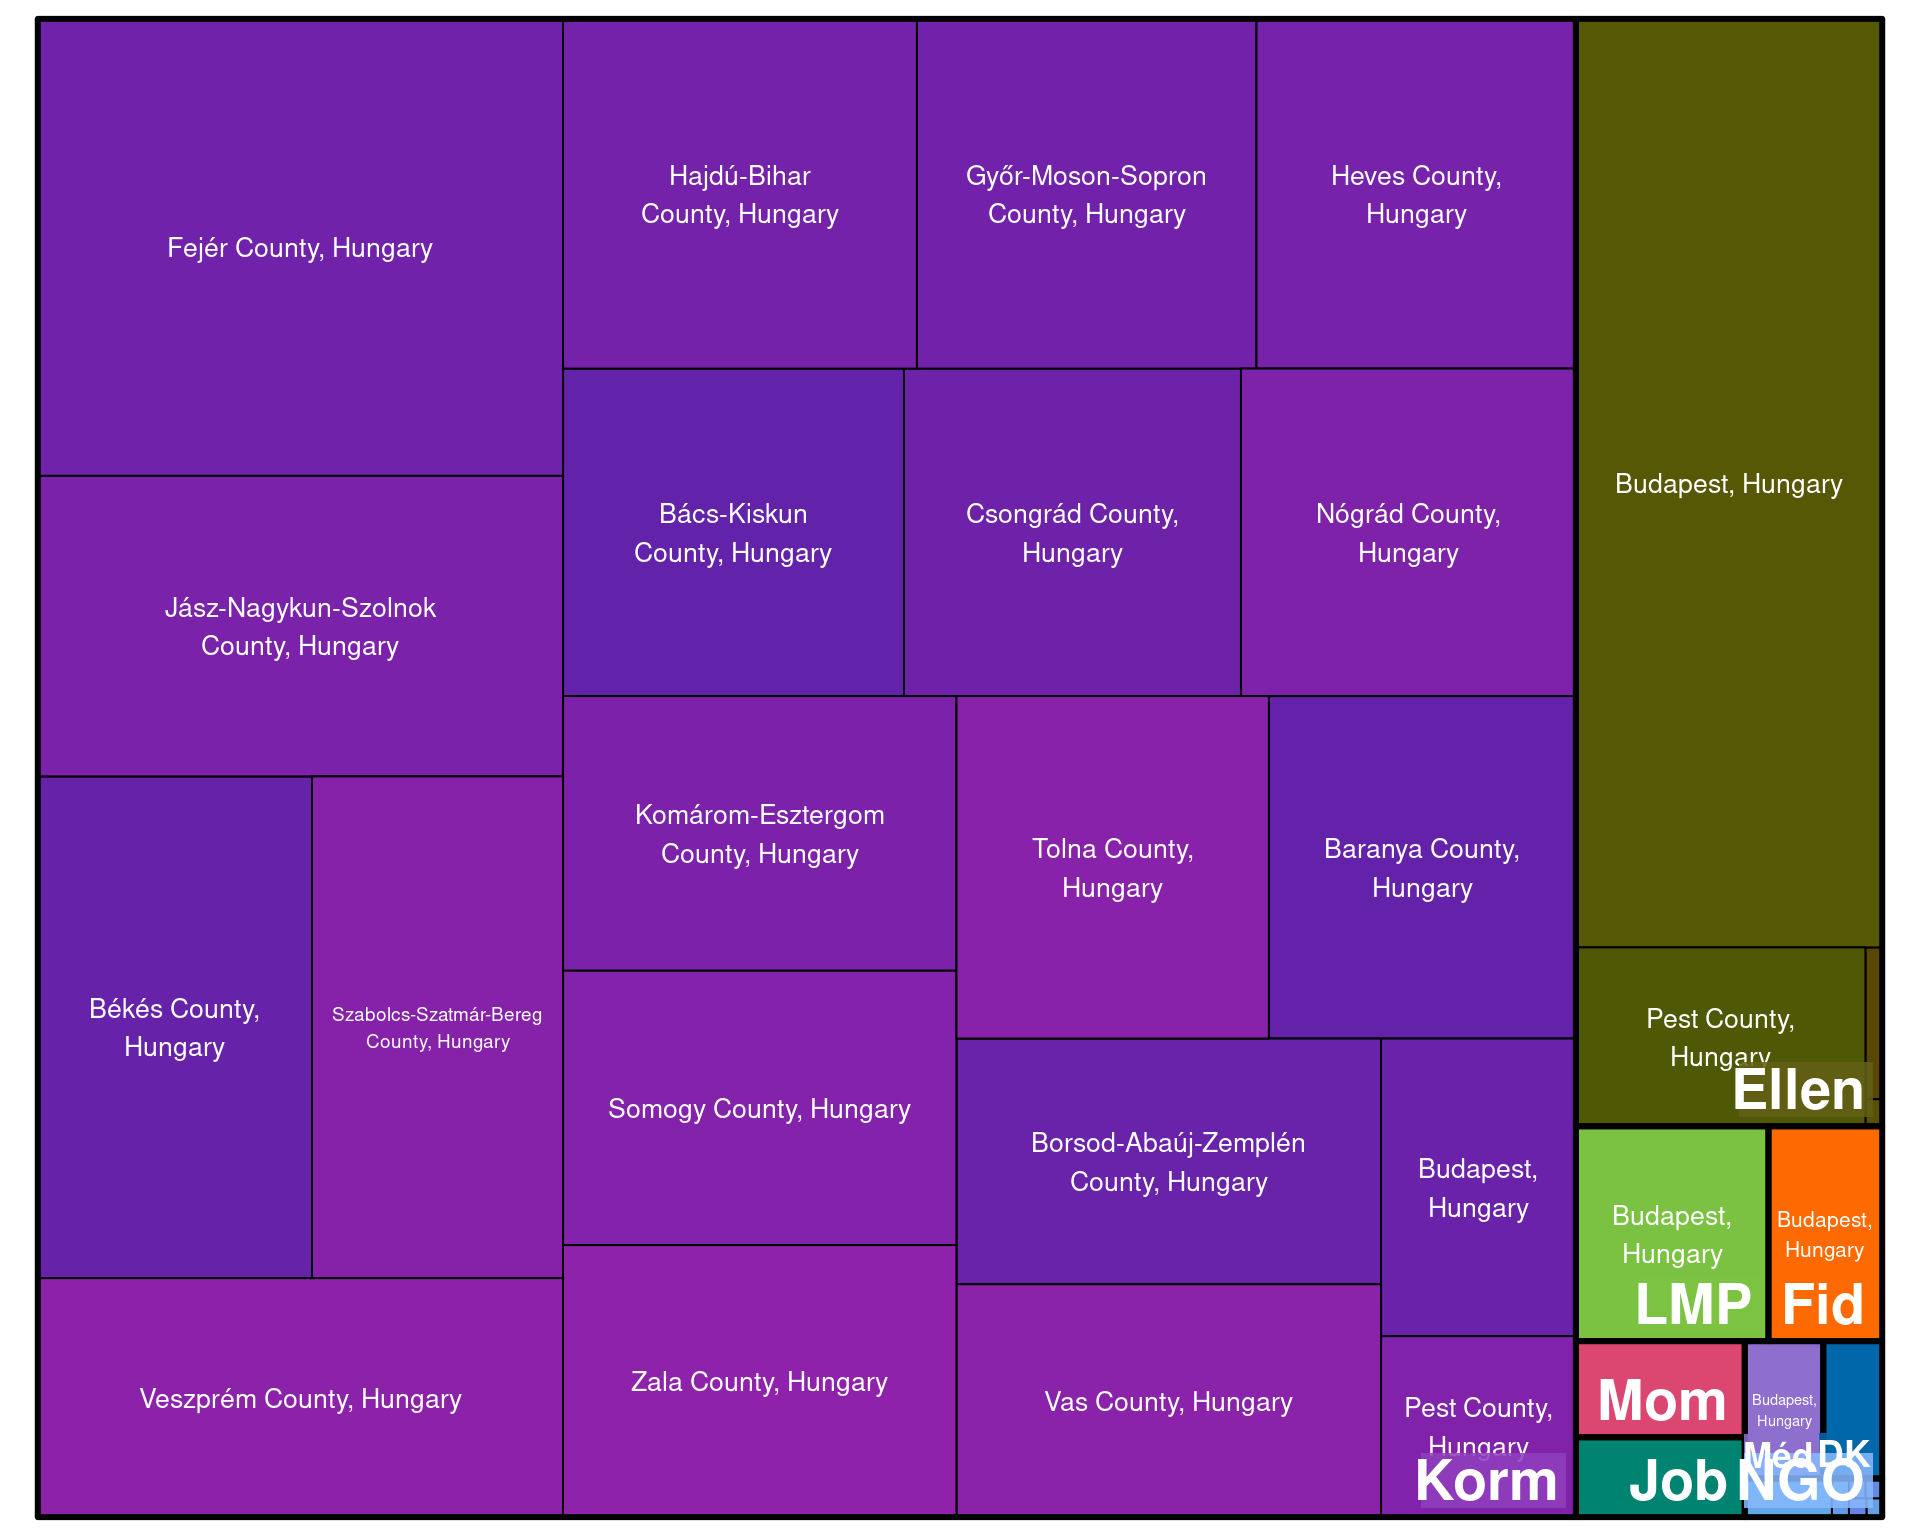 Fejér County, Hungary
Hajdú-Bihar
County, Hungary
Győr-Moson-Sopron
County, Hungary
Heves County,
Hungary
Budapest, Hungary
Jász-Nagykun-Szolnok
County, Hungary
Bács-Kiskun
County, Hungary
Csongrád County,
Hungary
Nógrád County,
Hungary
Békés County,
Hungary
Szabolcs-Szatmár-Bereg
County, Hungary
Komárom-Esztergom
County, Hungary
Tolna County,
Hungary
Baranya County,
Hungary
Somogy County, Hungary
Borsod-Abaúj-Zemplén
County, Hungary
Budapest,
Hungary
Veszprém County, Hungary
Zala County, Hungary
Vas County, Hungary
Pest County,
Hungary
Korm
Pest County,
Hungary
Ellen
Budapest,
Hungary
LMP
Budapest,
Hungary
Fid
Mom
Budapest,
Hungary
Méd
DK
Job
NGO